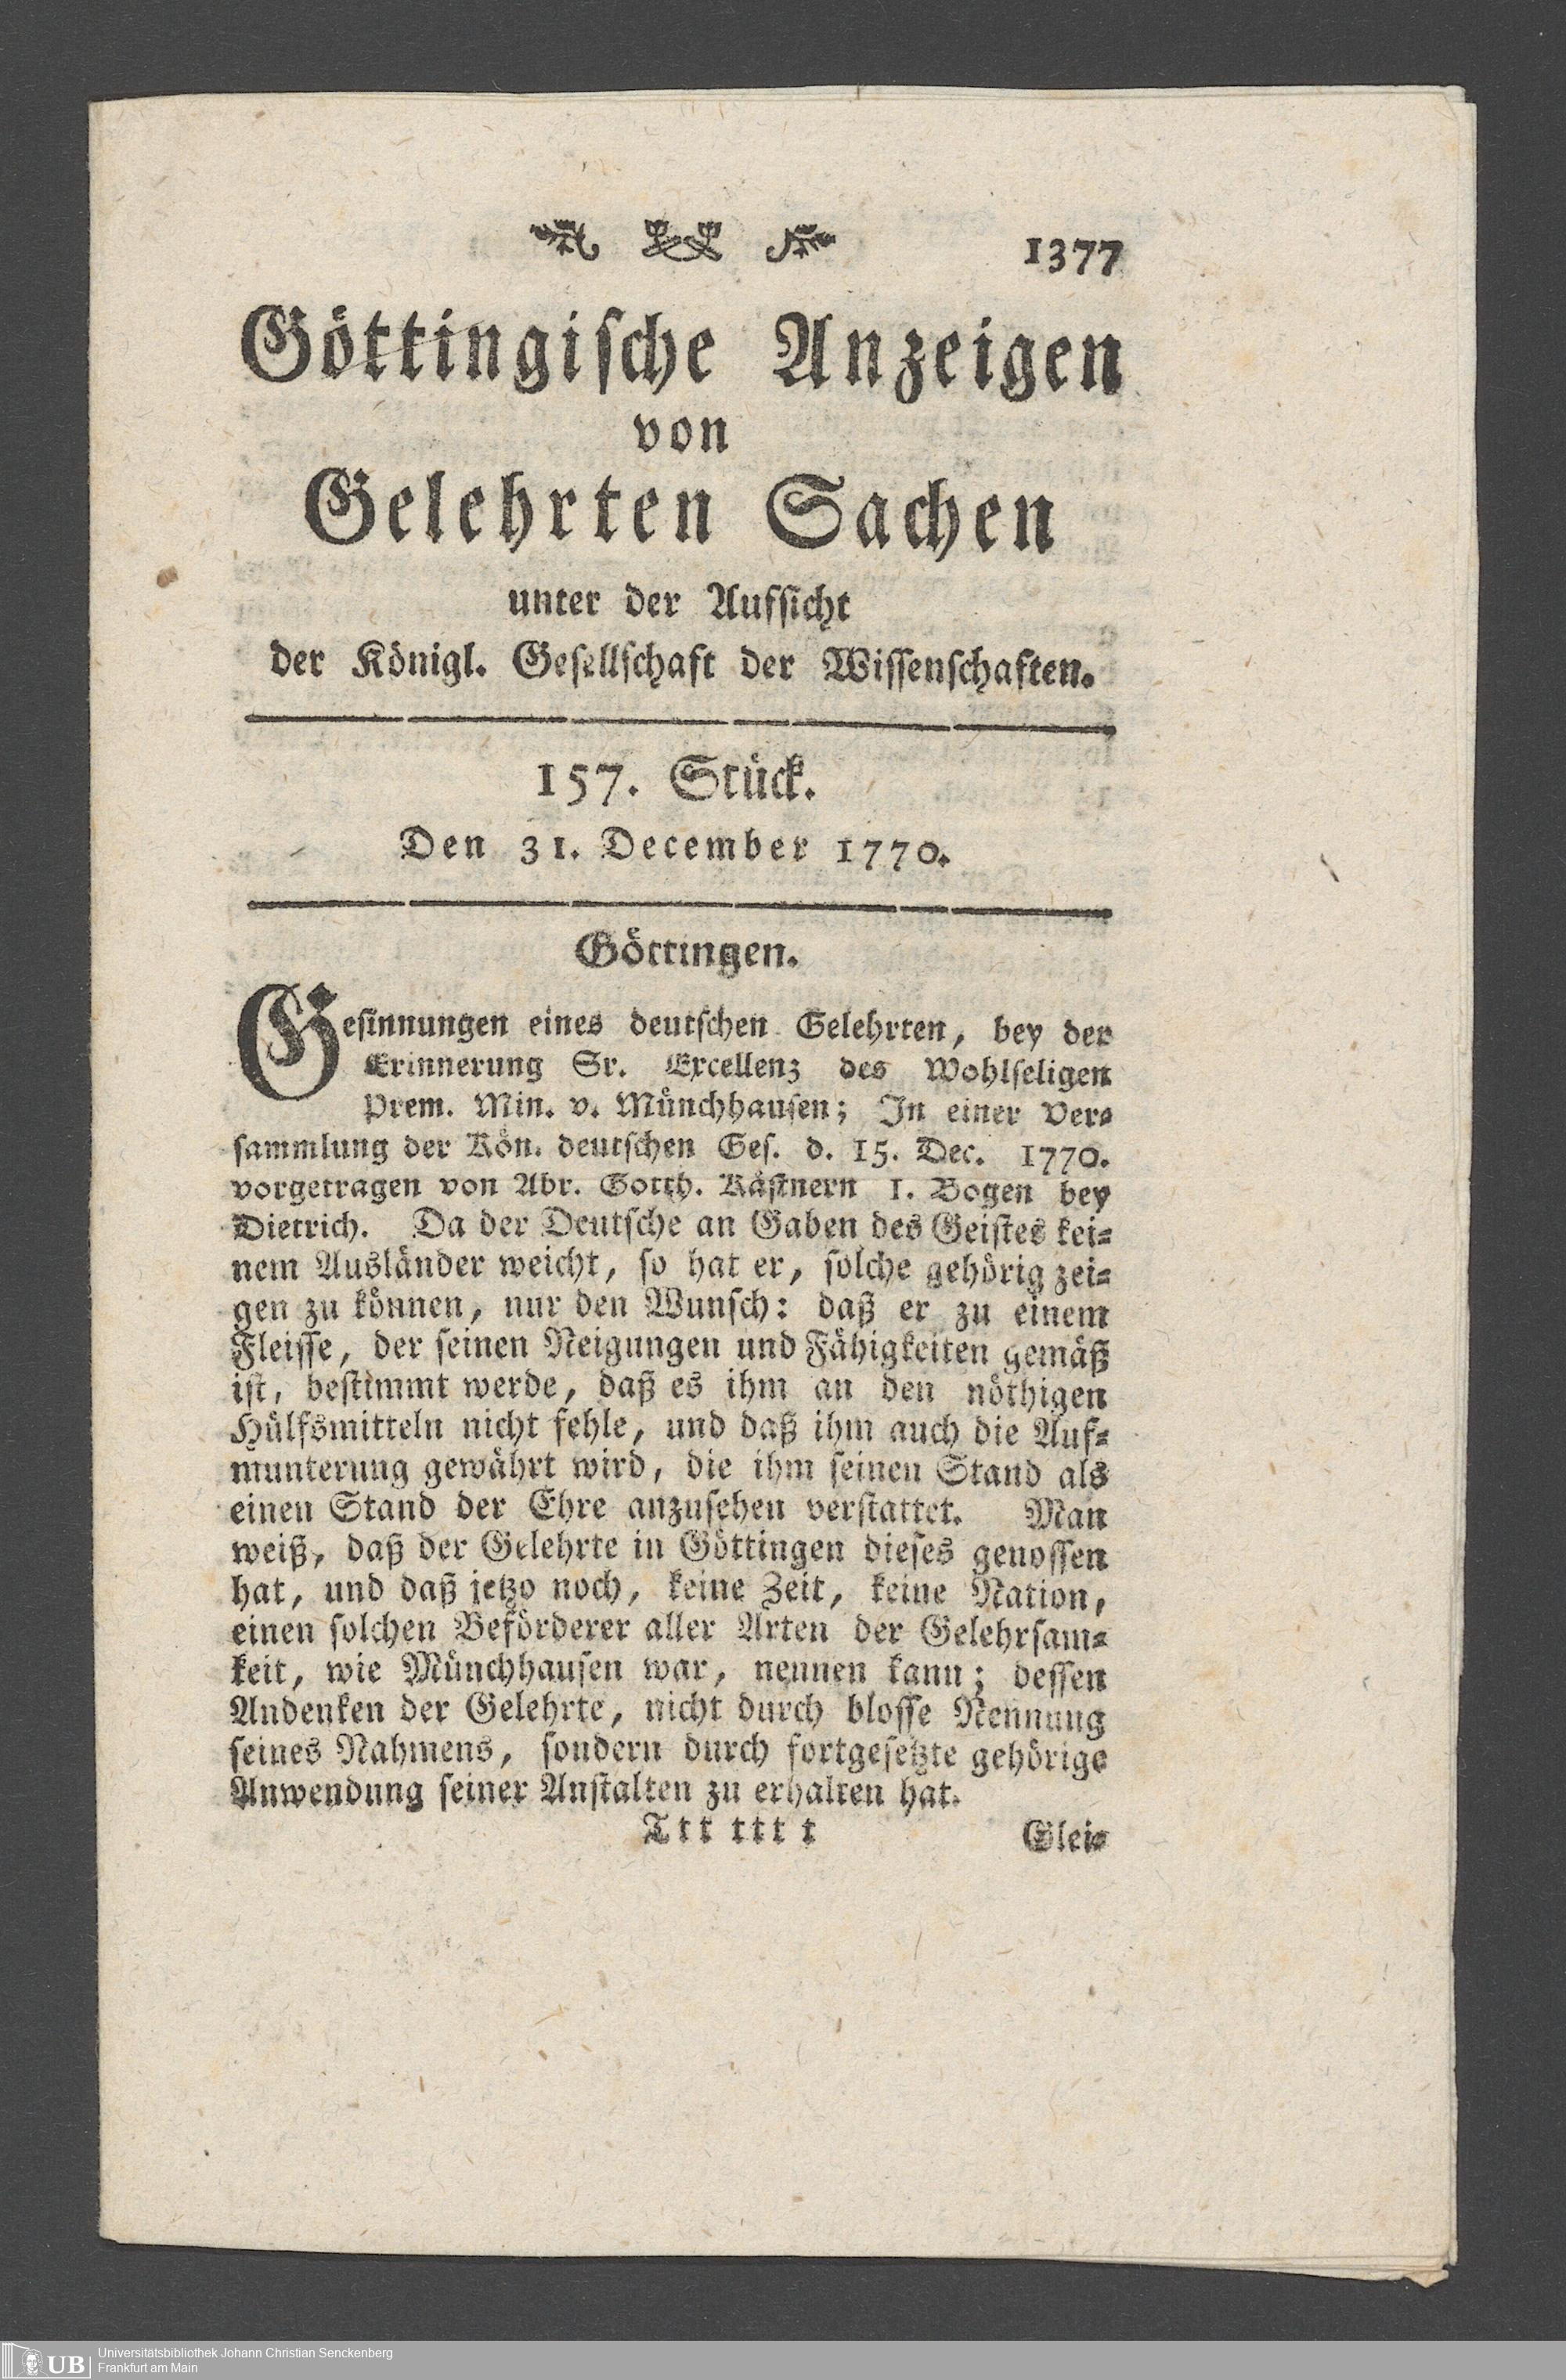 1377
Göttingische Anzeigen
von
Gelehrten Sachen
unter der Aufsicht
der Königl. Gesellschaft der Wissenschaften.
157. Stück.
Den 31. December 1770.
Göttingen.
Gesinnungen eines deutschen Gelehrten, bey der
Erinnerung Sr. Excellenz des Wohlseligen
Prem. Min. v. Münchhausen; In einer Ver-
sammlung der Kön. deutschen Ges. d. 15. Dec. 1770.
vorgetragen von Abr. Gotth. Kästnern 1. Bogen bey
Dietrich. Da der Deutsche an Gaben des Geistes kei-
nem Ausländer weicht, so hat er, solche gehörig zei-
gen zu können, nur den Wunsch: daß er zu einem
Fleisse, der seinen Neigungen und Fähigkeiten gemäß
ist, bestimmt werde, daß es ihm an den nöthigen
Hülfsmitteln nicht fehle, und daß ihm auch die Auf-
munterung gewährt wird, die ihm seinen Stand als
einen Stand der Ehre anzusehen verstattet. Man
weiß, daß der Gelehrte in Göttingen dieses genossen
hat, und daß jetzo noch, keine Zeit, keine Nation,
einen solchen Beförderer aller Arten der Gelehrsam-
keit, wie Münchhausen war, nennen kann; dessen
Andenken der Gelehrte, nicht durch blosse Nennung
seines Nahmens, sondern durch fortgesetzte gehörige
Anwendung seiner Anstalten zu erhalten hat.
Ttt ttt t Glei-
UB Universitätsbibliothek Johann Christian Senckenberg
Frankfurt am Main